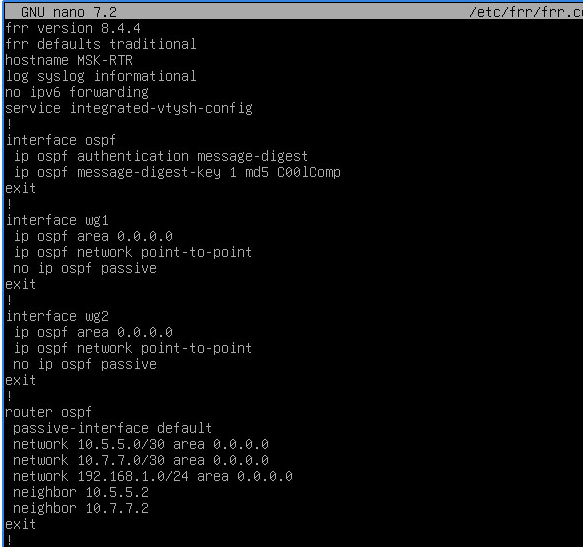 GNU nano 7.2 /etc/frr/frr.co
frr version 8.4.4
frr defaults traditional
hostname MSK-RTR
log syslog informational
no ipv6 forwarding
service integrated-vtysh-config
!
interface ospf
ip ospf authentication message-digest
ip ospf message-digest-key 1 md5 C00lComp
exit
!
interface wg1
ip ospf area 0.0.0.0
ip ospf network point-to-point
no ip ospf passive
exit
!
interface wg2
ip ospf area 0.0.0.0
ip ospf network point-to-point
no ip ospf passive
exit
!
router ospf
passive-interface default
network 10.5.5.0/30 area 0.0.0.0
network 10.7.7.0/30 area 0.0.0.0
network 192.168.1.0/24 area 0.0.0.0
neighbor 10.5.5.2
neighbor 10.7.7.2
exit
!